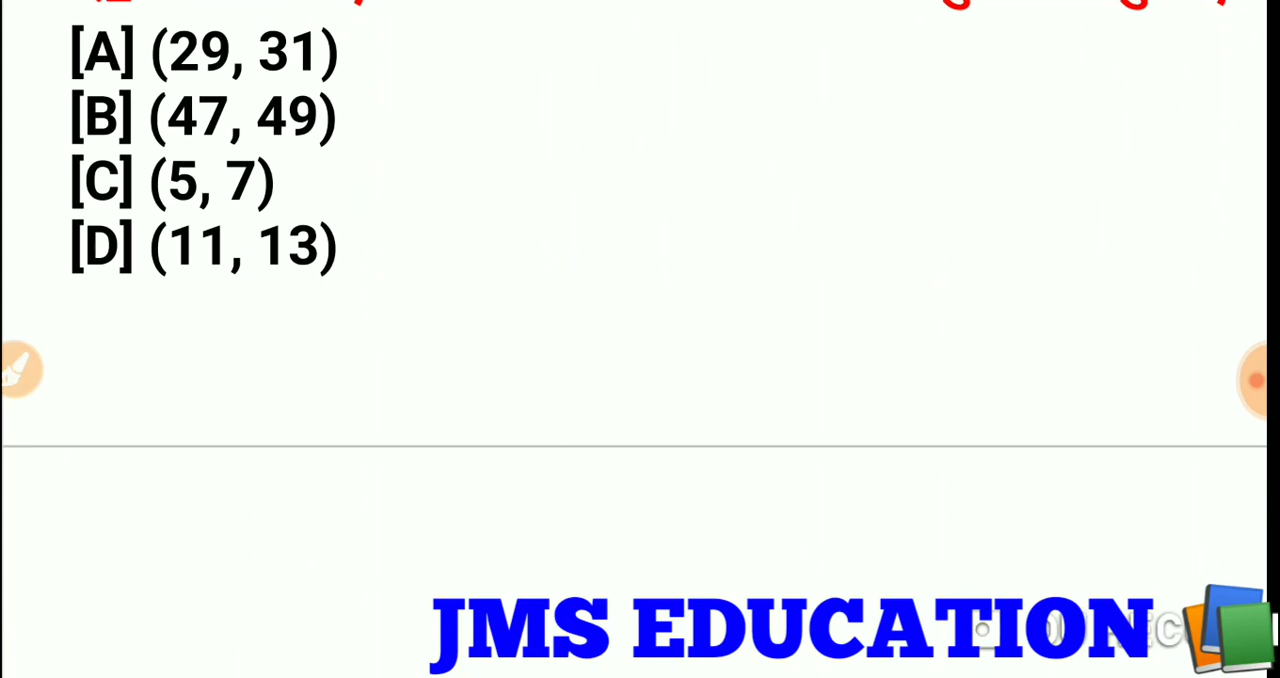 [A] (29, 31)
[B] (47, 49)
[C] (5, 7)
[D] (11, 13)
JMS EDUCATION